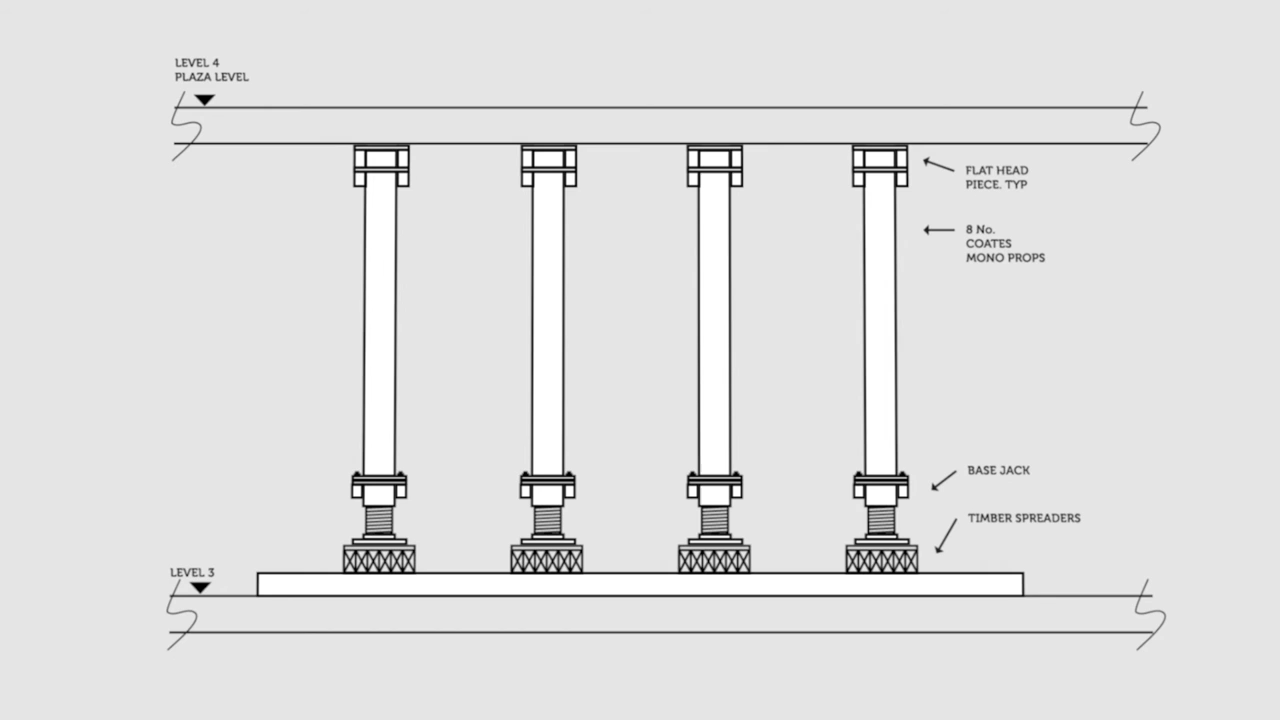 LEVEL 4
PLAZA LEVEL
FLAT HEAD
PIECE. TYP
8 No.
COATES
MONO PROPS
BASE JACK
TIMBER SPREADERS
LEVEL 3